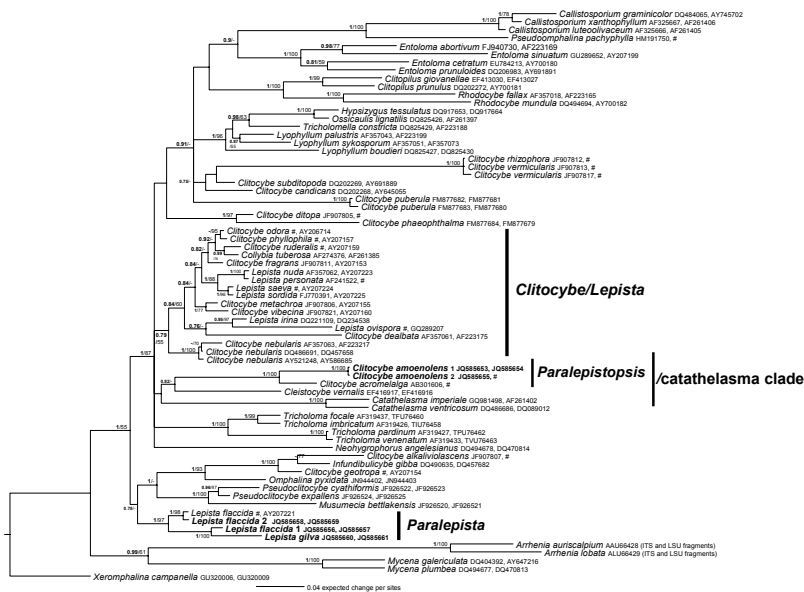 Callistosporium graminicolor DQ484065, AY745702
Callistosporium xanthophyllum AF325667, AF261406
Callistosporium luteoolivaceum AF325666, AF261405
Pseudoomphalina pachyphylla HM191750, #
Entoloma abortivum FJ940730, AF223169
Entoloma sinuatum GU289652, AY207199
Entoloma cetratum EU784213, AY700180
Entoloma prunuloides DQ206983, AY691891
Clitopilus giovanellae EF413030, EF413027
Clitopilus prunulus DQ202272, AY700181
Rhodocybe fallax AF357018, AF223165
Rhodocybe mundula DQ494694, AY700182
Hypsizygus tessulatus DQ917653, DQ917664
Ossicaulis lignatilis DQ825426, AF261397
Tricholomella constricta DQ825429, AF223188
Lyophyllum palustris AF357043, AF223199
Lyophyllum sykosporum AF357051, AF357073
Lyophyllum boudieri DQ825427, DQ825430
Clitocybe rhizophora JF907812, #
Clitocybe vermicularis JF907813, #
Clitocybe vermicularis JF907817, #
Clitocybe subditopoda DQ202269, AY691889
Clitocybe candicans DQ202268, AY645055
Clitocybe puberula FM877682, FM877681
Clitocybe puberula FM877683, FM877680
Clitocybe ditopa JF907805, #
Clitocybe phaeophthalma FM877684, FM877679
Clitocybe odora #, AY206714
Clitocybe phyllophila #, AY207157
Clitocybe ruderalis #, AY207159
Collybia tuberosa AF274376, AF261385
Clitocybe fragrans JF907811, AY207153
Lepista nuda AF357062, AY207223
Lepista personata AF241522, #
Lepista saeva #, AY207224
Lepista sordida FJ770391, AY207225
Clitocybe metachroa JF907806, AY207155
Clitocybe vibecina JF907821, AY207160
Lepista irina DQ221109, DQ234538
Lepista ovispora #, GQ289207
Clitocybe dealbata AF357061, AF223175
Clitocybe nebularis AF357063, AF223217
Clitocybe nebularis DQ486691, DQ457658
Clitocybe nebularis AY521248, AY586685
Clitocybe/Lepista
Clitocybe amoenolens 1 JQ585653, JQ585654
Clitocybe amoenolens 2 JQ585655, #
Clitocybe acromelalga AB301606, #
Paralepistopsis
/catathelasma clade
Cleistocybe vernalis EF416917, EF416916
Catathelasma imperiale GQ981498, AF261402
Catathelasma ventricosum DQ486686, DQ089012
Tricholoma focale AF319437, TFU76460
Tricholoma imbricatum AF319426, TIU76458
Tricholoma pardinum AF319427, TPU76462
Tricholoma venenatum AF319433, TVU76463
Neohygrophorus angelesianus DQ494678, DQ470814
Clitocybe alkaliviolascens JF907807, #
Infundibulicybe gibba DQ490635, DQ457682
Clitocybe geotropa #, AY207154
Omphalina pyxidata JN944402, JN944403
Pseudoclitocybe cyathiformis JF926522, JF926523
Pseudoclitocybe expallens JF926524, JF926525
Musumecia bettlakensis JF926520, JF926521
Lepista flaccida #, AY207221
Lepista flaccida 2 JQ585658, JQ585659
Lepista flaccida 1 JQ585656, JQ585657
Lepista gilva JQ585660, JQ585661
Paralepista
Arrhenia auriscalpium AAU66428 (ITS and LSU fragments)
Arrhenia lobata ALU66429 (ITS and LSU fragments)
Mycena galericulata DQ404392, AY647216
Mycena plumbea DQ494677, DQ470813
Xeromphalina campanella GU320006, GU320009
0.04 expected change per sites